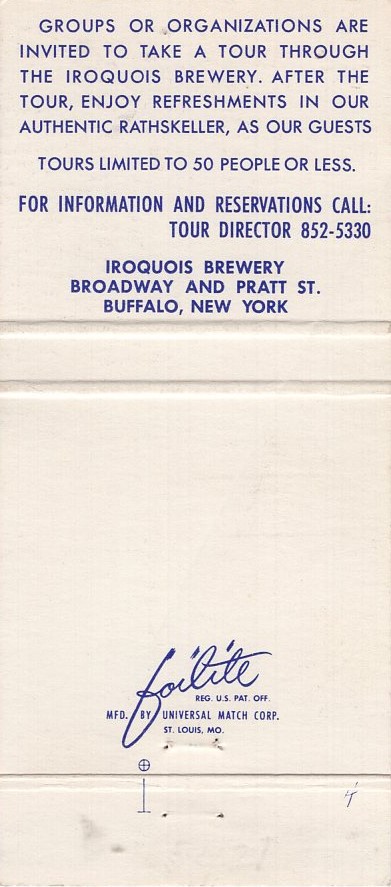 GROUPS OR ORGANIZATIONS ARE
INVITED TO TAKE A TOUR THROUGH
THE IROQUOIS BREWERY. AFTER THE
TOUR, ENJOY REFRESHMENTS IN OUR
AUTHENTIC RATHSKELLER, AS OUR GUESTS
TOURS LIMITED TO 50 PEOPLE OR LESS.
FOR INFORMATION AND RESERVATIONS CALL:
TOUR DIRECTOR 852-5330
IROQUOIS BREWERY
BROADWAY AND PRATT ST.
BUFFALO, NEW YORK
foilite
REG. U.S. PAT. OFF.
MFD. BY UNIVERSAL MATCH CORP.
ST. LOUIS, MO.